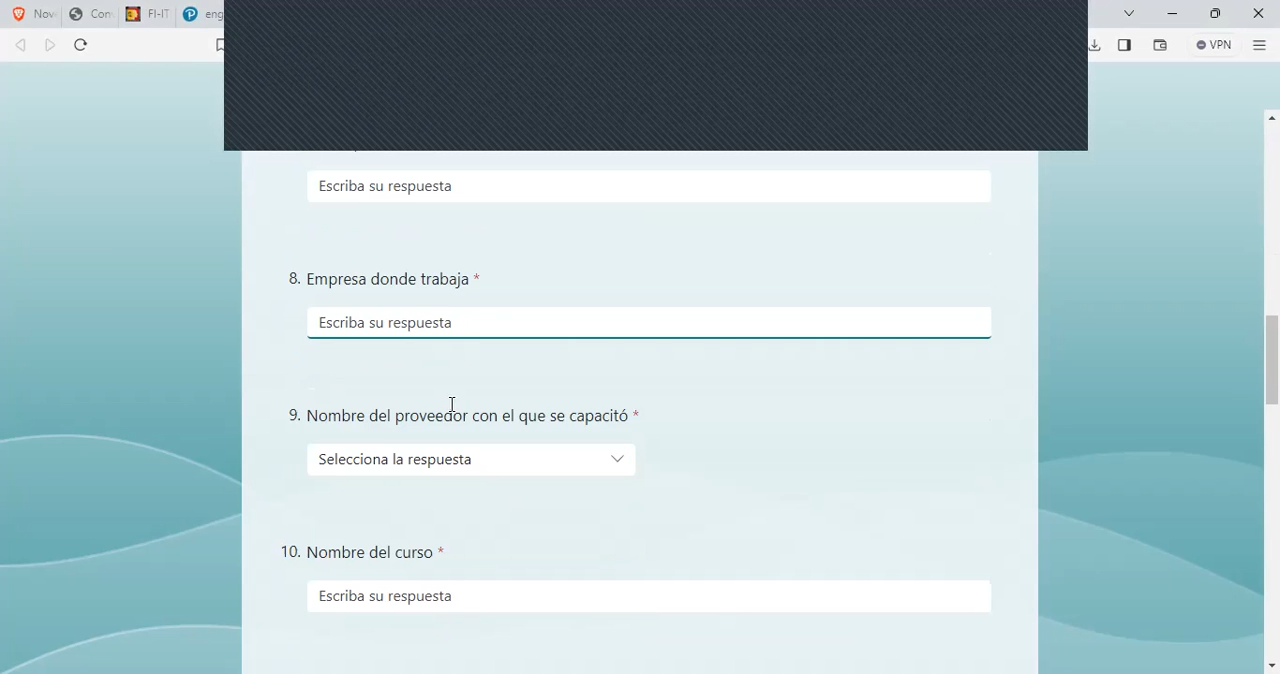 Nov
Con
FI-IT
eng
VPN
Escriba su respuesta
8. Empresa donde trabaja *
Escriba su respuesta
9. Nombre del proveedor con el que se capacitó *
Selecciona la respuesta
10. Nombre del curso *
Escriba su respuesta